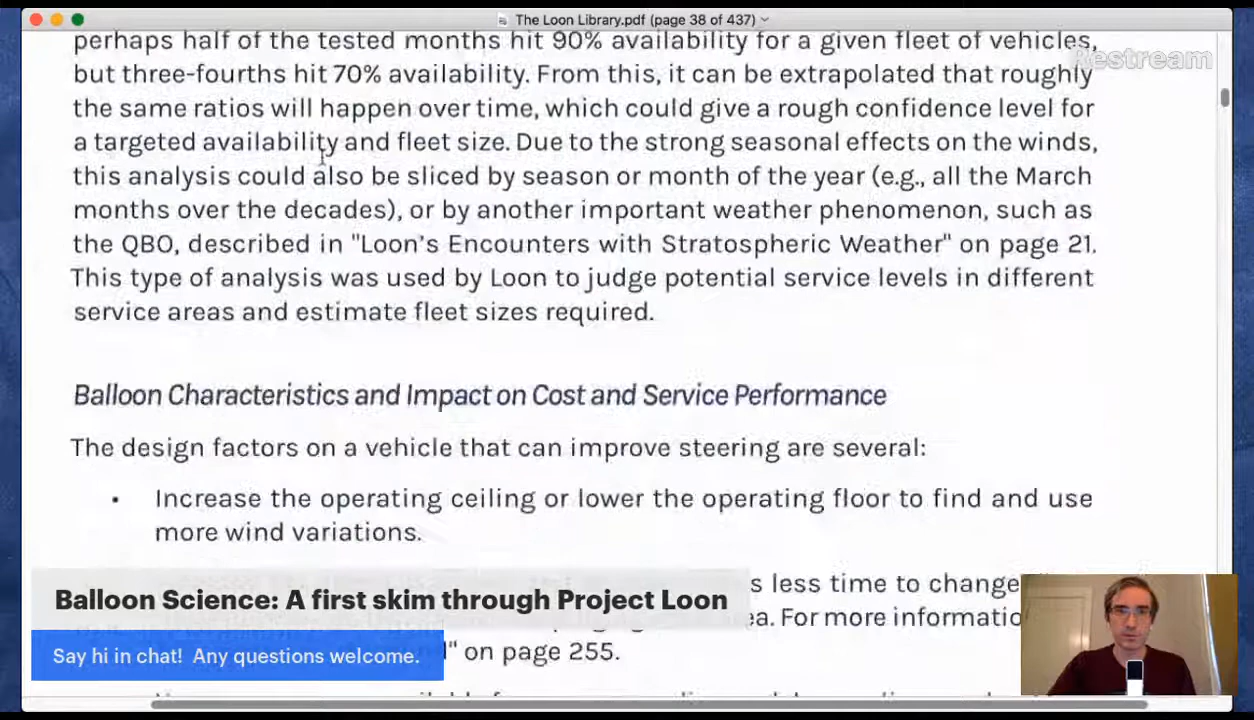 The Loon Library.pdf (page 38 of 437)
perhaps half of the tested months hit 90% availability for a given fleet of vehicles,
Restream
but three-fourths hit 70% availability. From this, it can be extrapolated that roughly
the same ratios will happen over time, which could give a rough confidence level for
a targeted availability and fleet size. Due to the strong seasonal effects on the winds,
this analysis could also be sliced by season or month of the year (e.g., all the March
months over the decades), or by another important weather phenomenon, such as
the QBO, described in "Loon's Encounters with Stratospheric Weather" on page 21.
This type of analysis was used by Loon to judge potential service levels in different
service areas and estimate fleet sizes required.
Balloon Characteristics and Impact on Cost and Service Performance
The design factors on a vehicle that can improve steering are several:
• Increase the operating ceiling or lower the operating floor to find and use
more wind variations.
s less time to change
Balloon Science: A first skim through Project Loon
For more
Say hi in chat! Any questions welcome.
" on page 255.